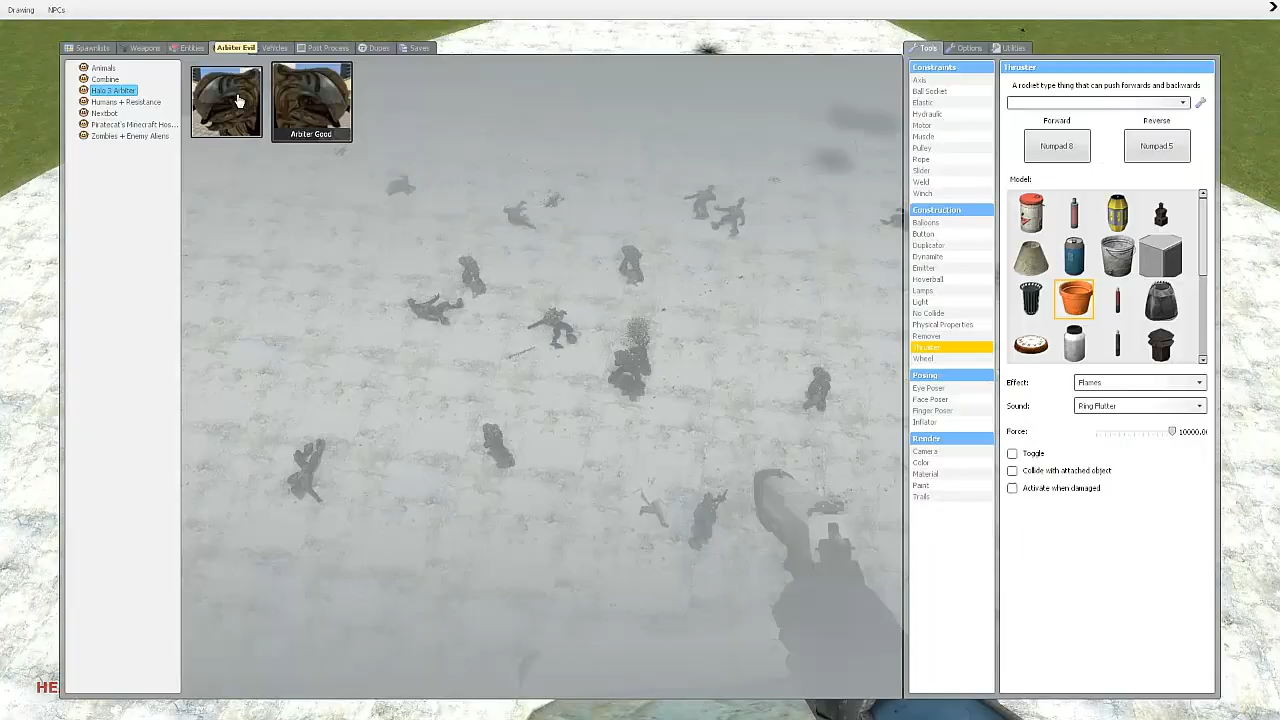 Drawing NPCs
Spawnlists Weapons Entities Arbiter Evil Vehicles Post Process Dupes Saves
Animals
Combine
Halo 3 Arbiter
Humans + Resistance
Nextbot
Piratecat's Minecraft Hos...
Zombies + Enemy Aliens
Arbiter Good
HE
Tools Options Utilities
Constraints
Axis
Ball Socket
Elastic
Hydraulic
Motor
Muscle
Pulley
Rope
Slider
Weld
Winch
Construction
Balloons
Button
Duplicator
Dynamite
Emitter
Hoverball
Lamps
Light
No Collide
Physical Properties
Remover
Thruster
Wheel
Posing
Eye Poser
Face Poser
Finger Poser
Inflator
Render
Camera
Color
Material
Paint
Trails
Thruster
A rocket type thing that can push forwards and backwards
Forward Reverse
Numpad 8 Numpad 5
Model:
Effect: Flames
Sound: Ring Flutter
Force: 10000.0
Toggle
Collide with attached object
Activate when damaged